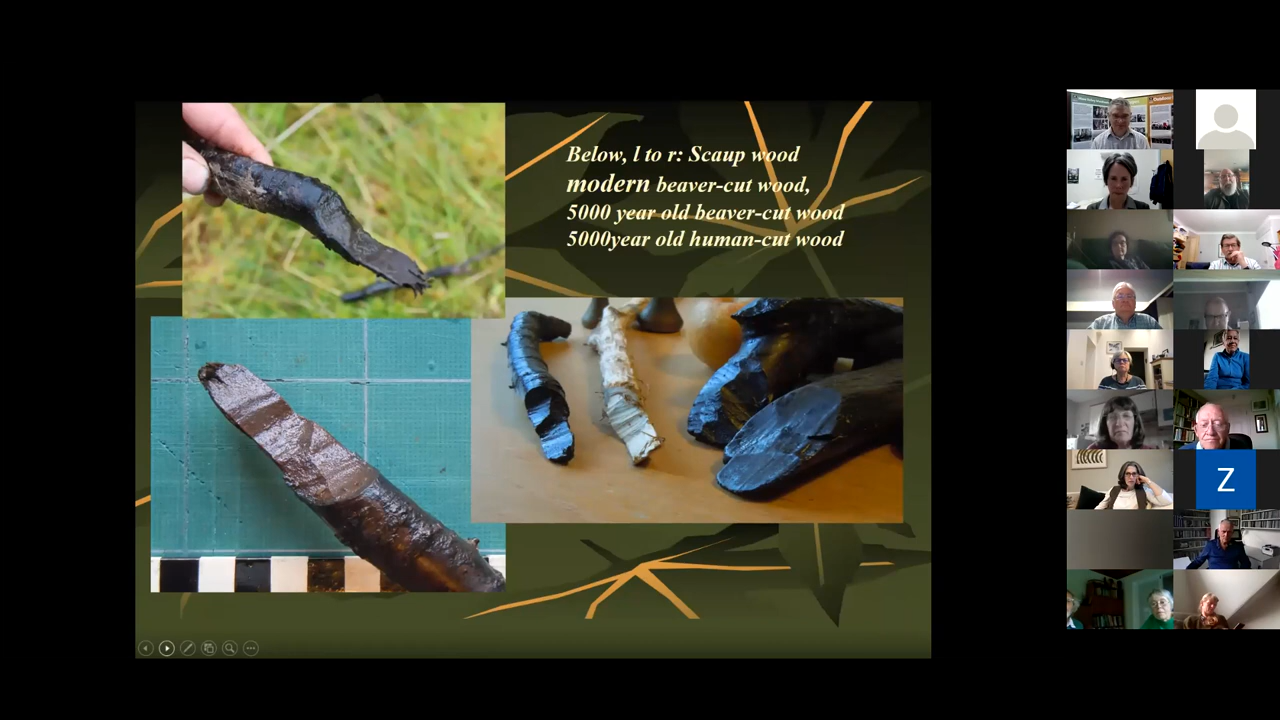 Below, l to r: Scaup wood
modern beaver-cut wood,
5000 year old beaver-cut wood
5000year old human-cut wood
Z